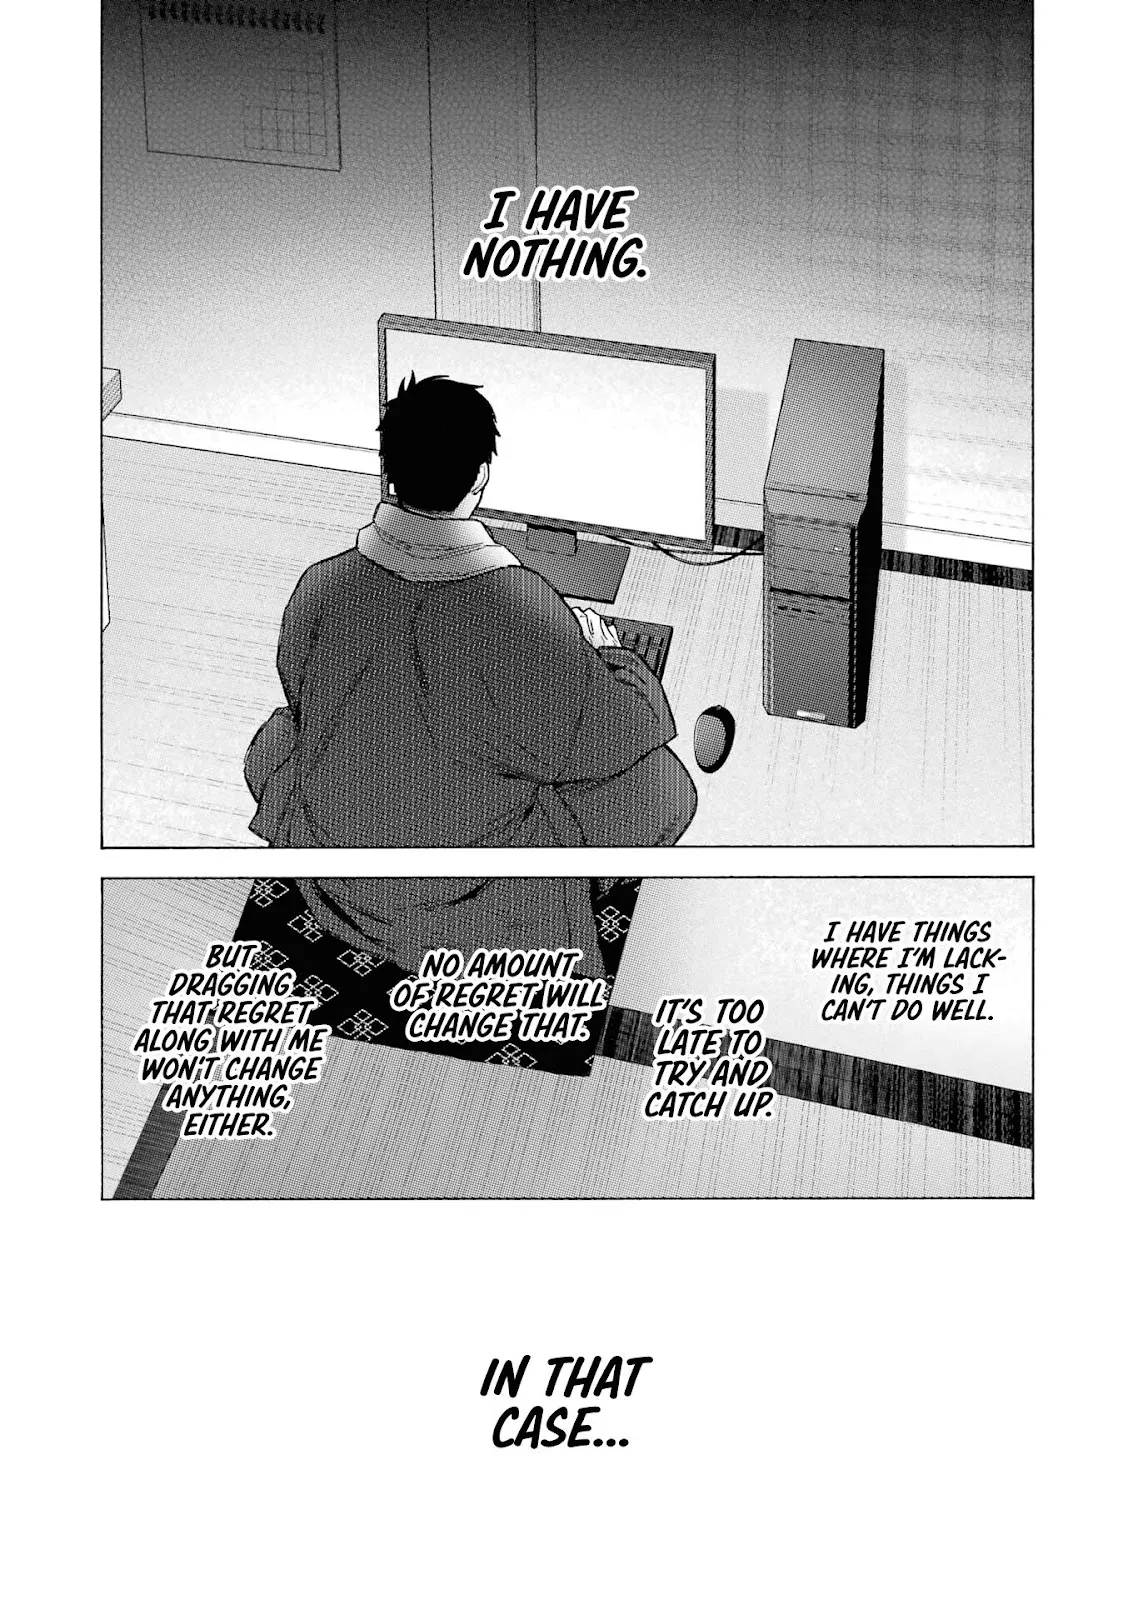 I HAVE
NOTHING.
I HAVE THINGS
WHERE I'M LACK-
ING, THINGS I
CAN'T DO WELL.
IT'S TOO
LATE TO
TRY AND
CATCH UP.
NO AMOUNT
OF REGRET WILL
CHANGE THAT.
BUT
DRAGGING
THAT REGRET
ALONG WITH ME
WON'T CHANGE
ANYTHING,
EITHER.
IN THAT
CASE...